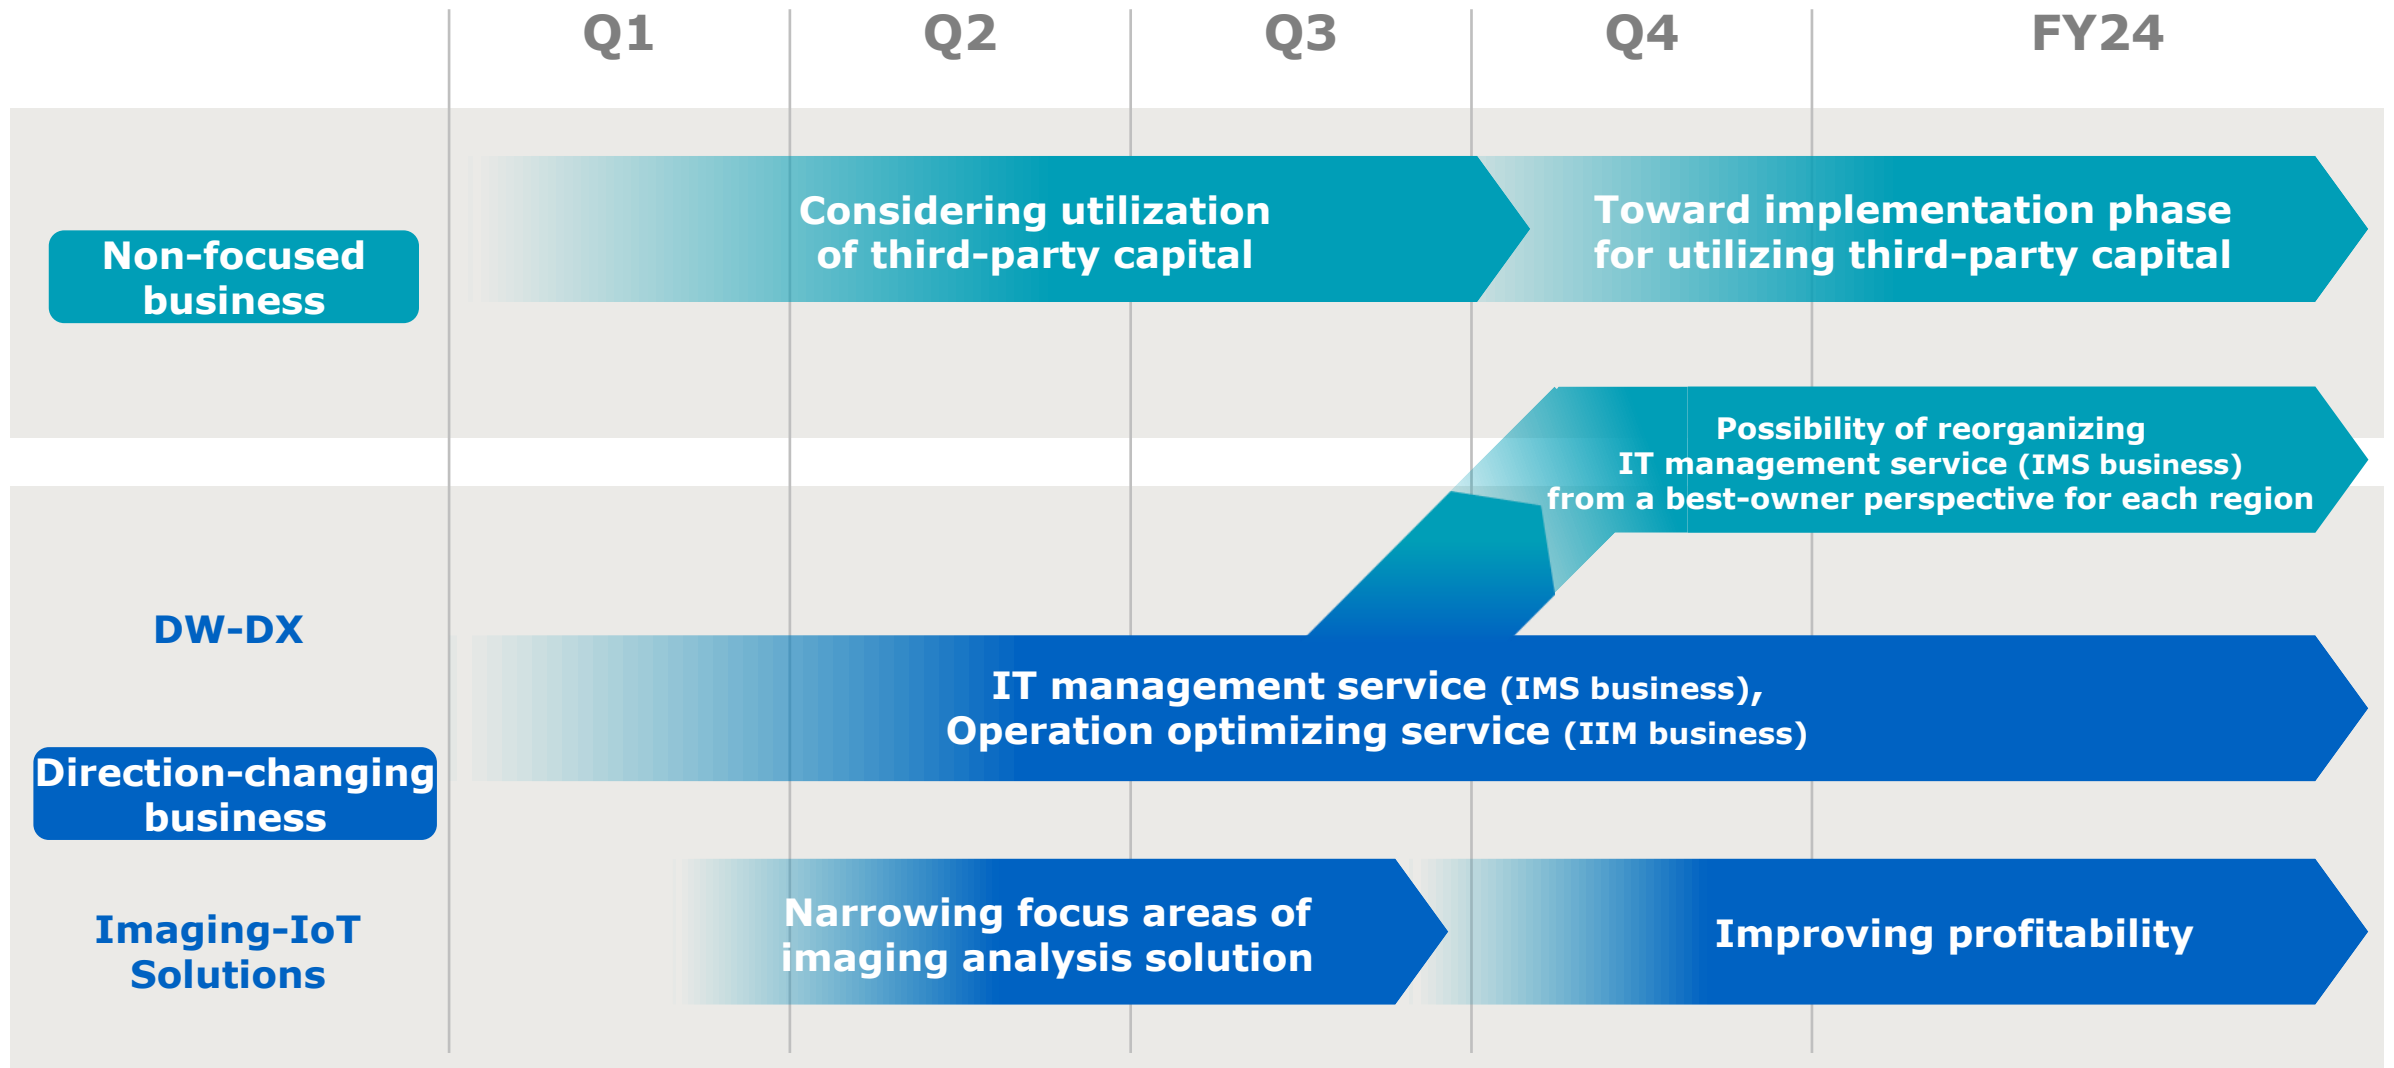 Q1 Q2 Q3 Q4 FY24
Non-focused
business
Considering utilization
of third-party capital
Toward implementation phase
for utilizing third-party capital
Possibility of reorganizing
IT management service (IMS business)
from a best-owner perspective for each region
DW-DX
IT management service (IMS business),
Operation optimizing service (IIM business)
Direction-changing
business
Imaging-IoT
Solutions
Narrowing focus areas of
imaging analysis solution
Improving profitability